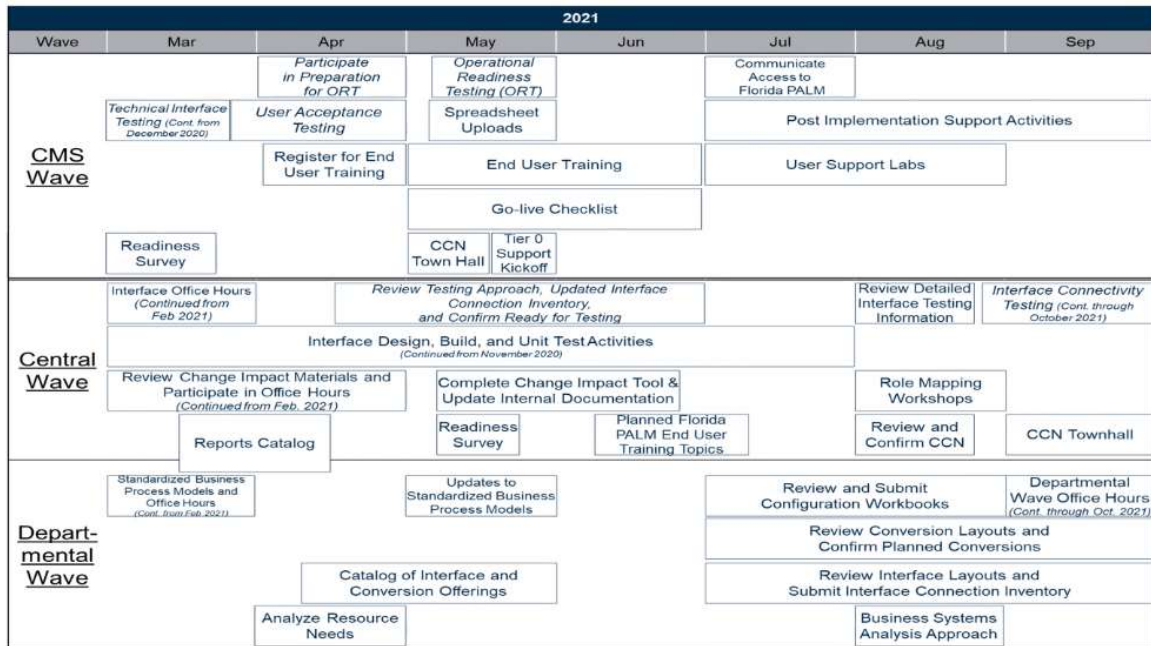 2021
Wave Mar Apr May Jun Jul Aug Sep
CMS
Wave
Participate
in Preparation
for ORT
Operational
Readiness
Testing (ORT)
Communicate
Access to
Florida PALM
Technical Interface
Testing (Cont. from
December 2020)
User Acceptance
Testing
Spreadsheet
Uploads
Post Implementation Support Activities
Register for End
User Training
End User Training
User Support Labs
Go-live Checklist
Readiness
Survey
CCN
Town Hall
Tier 0
Support
Kickoff
Central
Wave
Interface Office Hours
(Continued from
Feb 2021)
Review Testing Approach, Updated Interface
Connection Inventory,
and Confirm Ready for Testing
Review Detailed
Interface Testing
Information
Interface Connectivity
Testing (Cont. through
October 2021)
Interface Design, Build, and Unit Test Activities
(Continued from November 2020)
Review Change Impact Materials and
Participate in Office Hours
(Continued from Feb. 2021)
Complete Change Impact Tool &
Update Internal Documentation
Role Mapping
Workshops
Reports Catalog
Readiness
Survey
Planned Florida
PALM End User
Training Topics
Review and
Confirm CCN
CCN Townhall
Depart-
mental
Wave
Standardized Business
Process Models and
Office Hours
(Cont. from Feb 2021)
Updates to
Standardized Business
Process Models
Review and Submit
Configuration Workbooks
Departmental
Wave Office Hours
(Cont. through Oct. 2021)
Review Conversion Layouts and
Confirm Planned Conversions
Catalog of Interface and
Conversion Offerings
Review Interface Layouts and
Submit Interface Connection Inventory
Analyze Resource
Needs
Business Systems
Analysis Approach